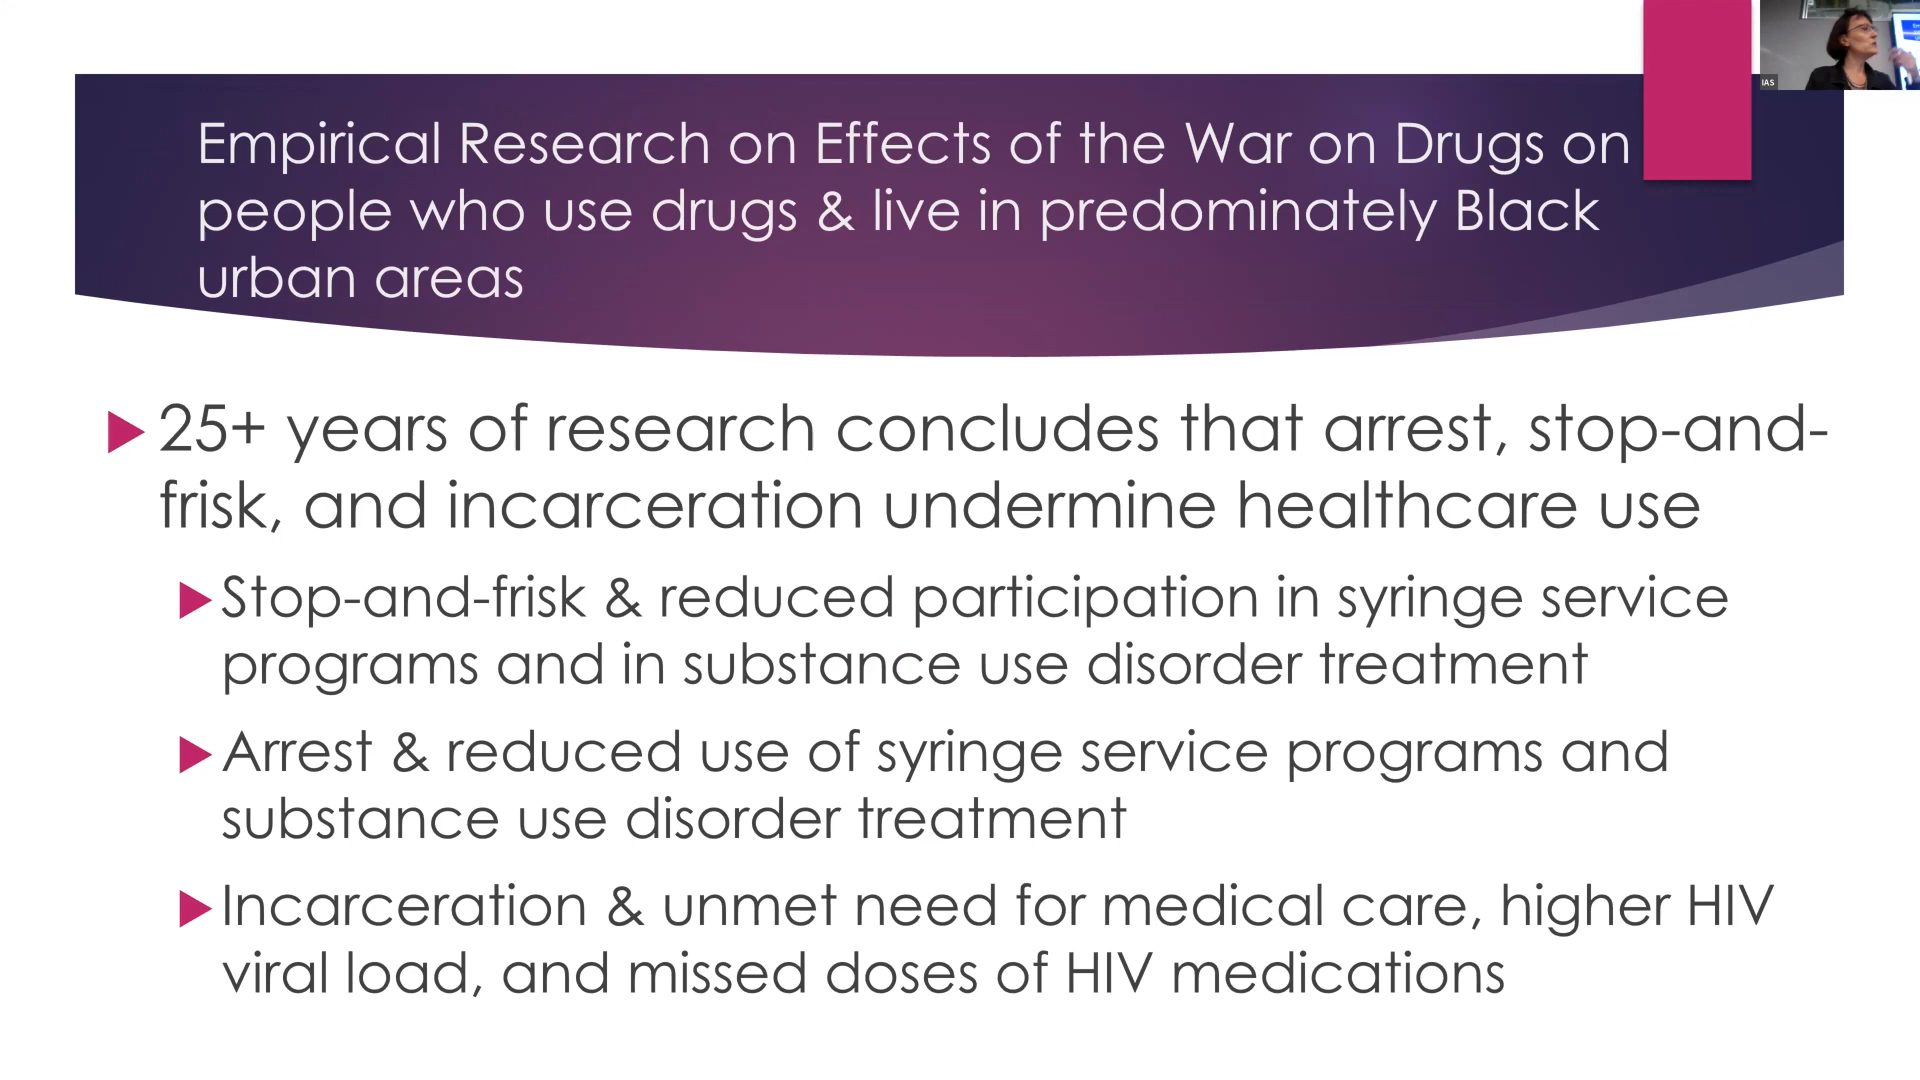 Empirical Research on Effects of the War on Drugs on
people who use drugs & live in predominately Black
urban areas
25+ years of research concludes that arrest, stop-and-
frisk, and incarceration undermine healthcare use
Stop-and-frisk & reduced participation in syringe service
programs and in substance use disorder treatment
Arrest & reduced use of syringe service programs and
substance use disorder treatment
Incarceration & unmet need for medical care, higher HIV
viral load, and missed doses of HIV medications
IAS